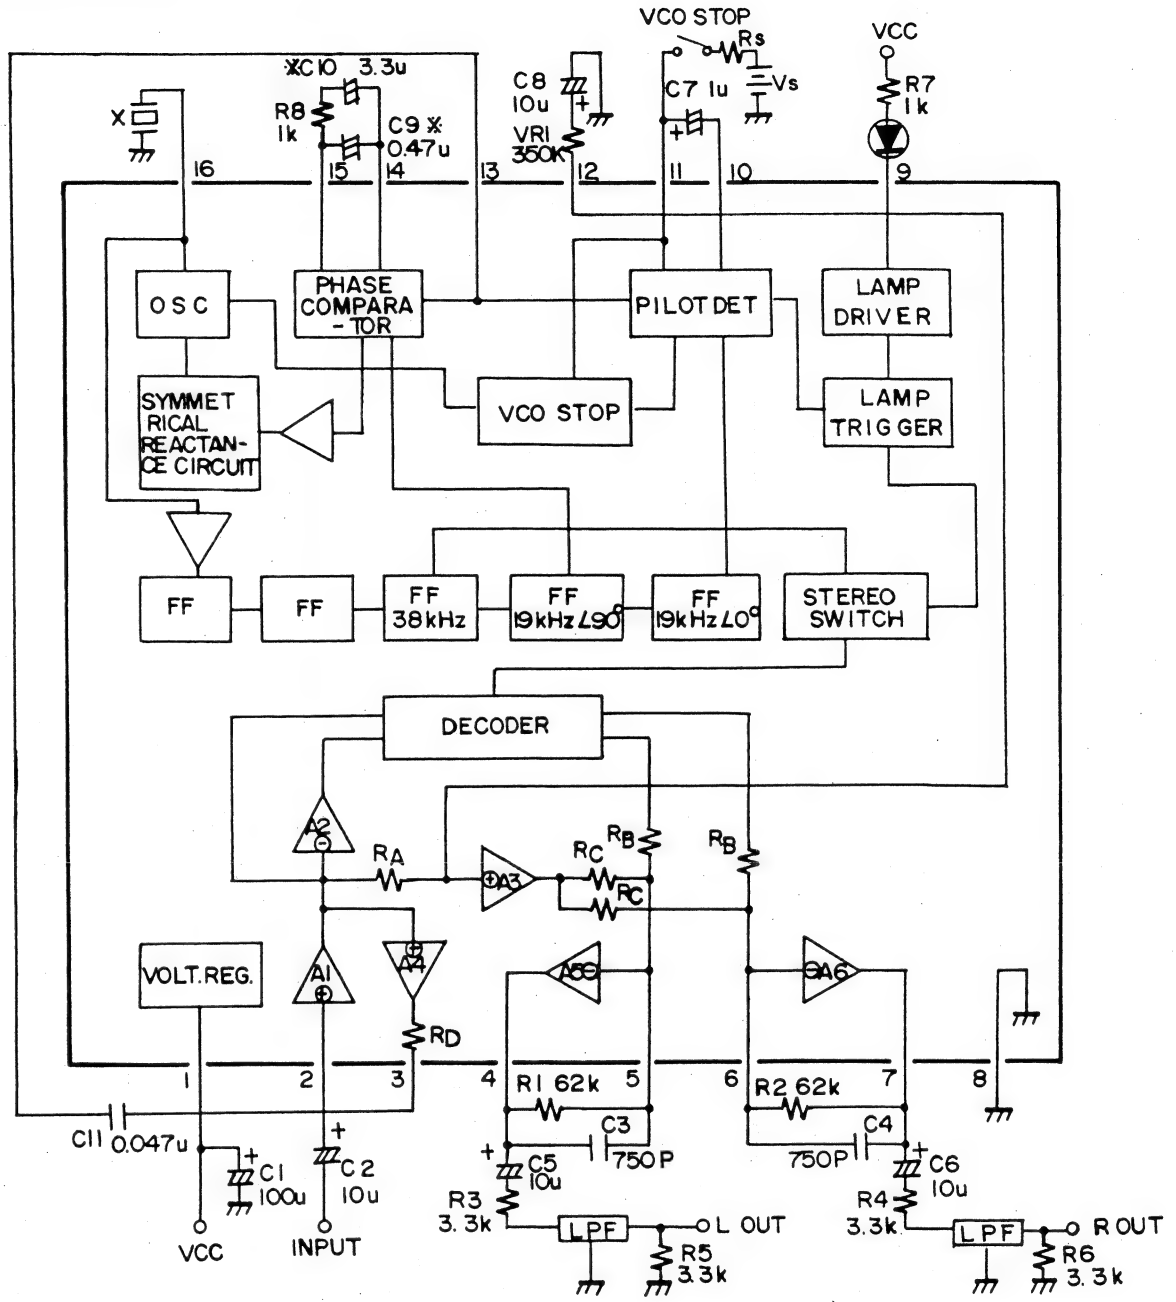 VCO STOP
Rs
Vs
VCC
R7
1k
※C10 3.3u
R8
1k
C9 ※
0.47u
X
C8
10u
+
VR1
350K
C7 1u
+
16
15
14
13
12
11
10
9
OSC
PHASE
COMPARA
-TOR
PILOT DET
LAMP
DRIVER
SYMMET
RICAL
REACTAN-
CE CIRCUIT
VCO STOP
LAMP
TRIGGER
FF
FF
FF
38kHz
FF
19kHz∠90°
FF
19kHz∠0°
STEREO
SWITCH
DECODER
A2
-
RA
+A3
RC
RC
RB
RB
VOLT. REG.
A1
+
+
A4
RD
A5-
-A6
1
2
3
4
5
6
7
8
R1 62k
R2 62k
C11 0.047u
C3
750P
C4
750P
+
C1
100u
+
C2
10u
+
C5
10u
+
C6
10u
R3
3.3k
R4
3.3k
LPF
L OUT
R5
3.3k
LPF
R OUT
R6
3.3k
VCC
INPUT